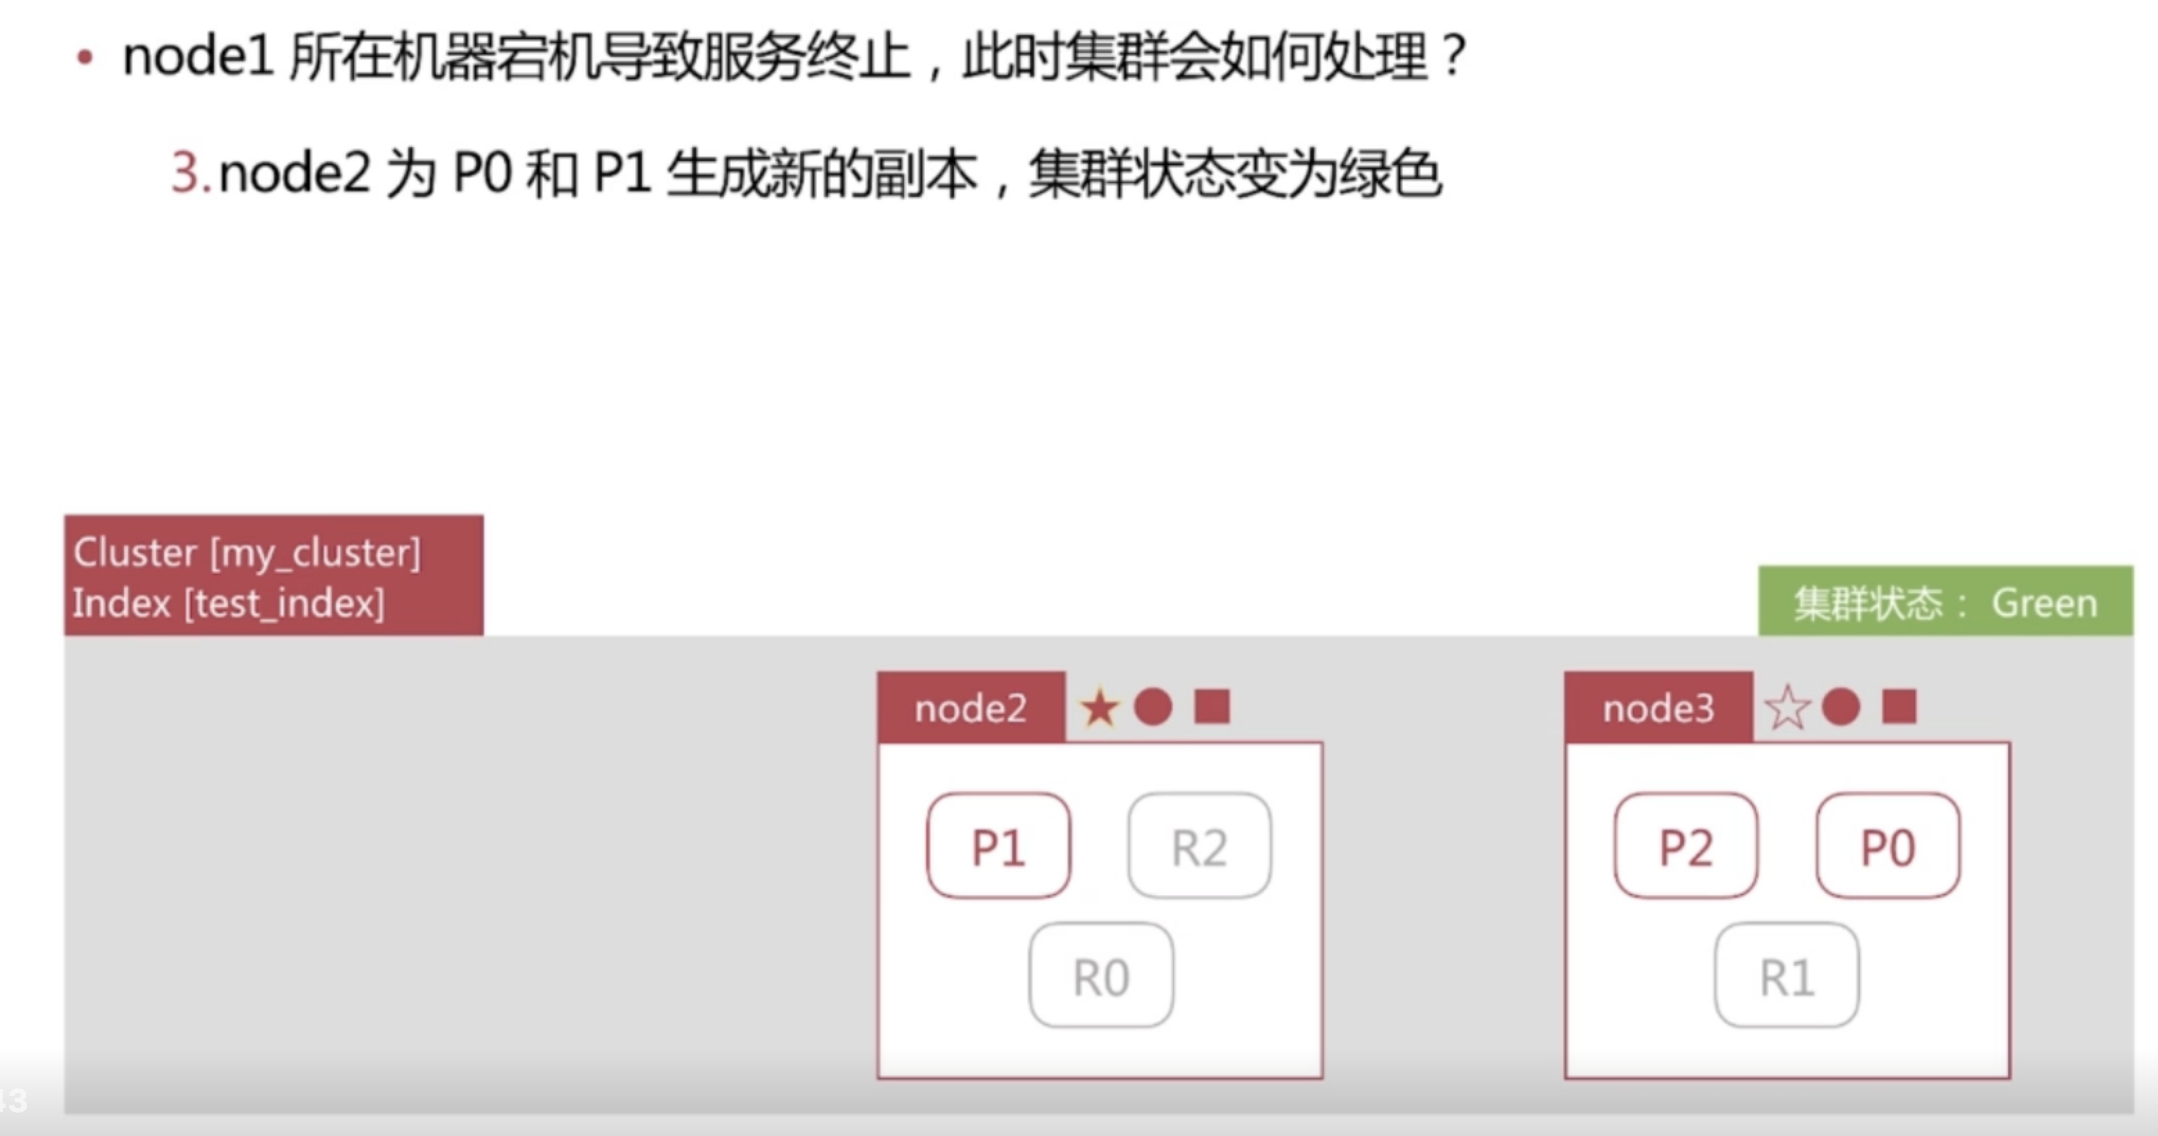 • node1 所在机器宕机导致服务终止，此时集群会如何处理？
3.node2 为 P0 和 P1 生成新的副本，集群状态变为绿色
Cluster [my_cluster]
Index [test_index]
集群状态： Green
node2
node3
P1
R2
P2
P0
R0
R1